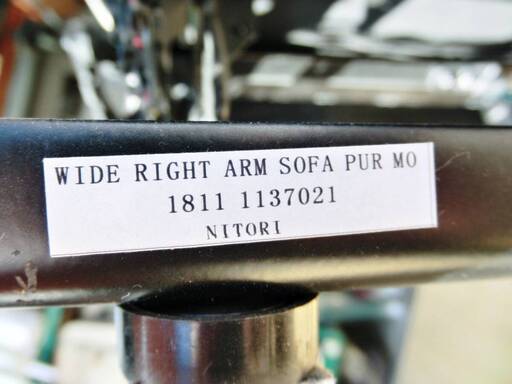 WIDE RIGHT ARM SOFA PUR MO
1811 1137021
NITORI